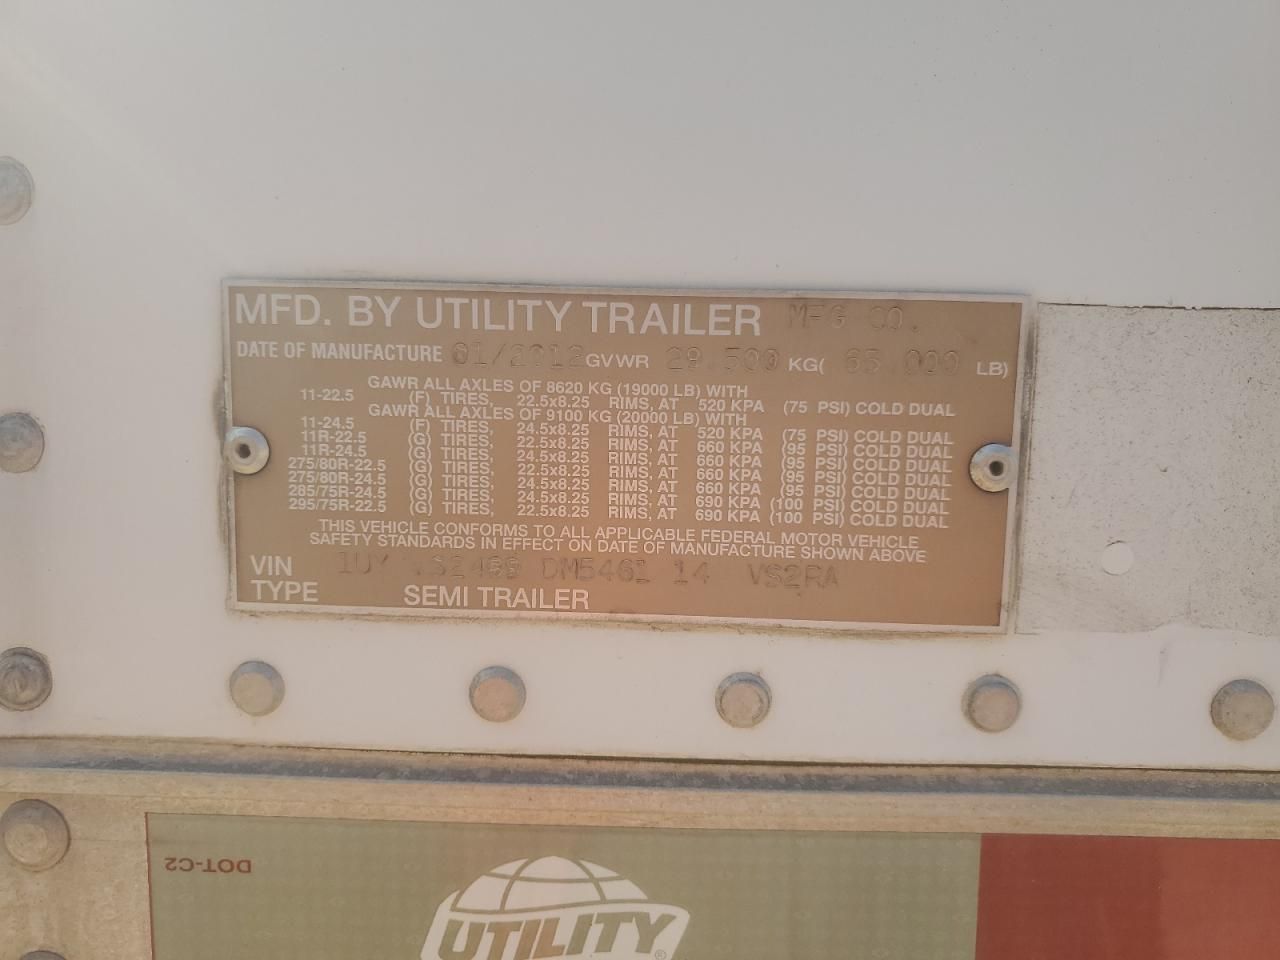 MFD. BY UTILITY TRAILER MFG CO.
DATE OF MANUFACTURE 01/2012 GVWR 29.500 KG( 65.000 LB)
GAWR ALL AXLES OF 8620 KG (19000 LB) WITH
11-22.5 (F) TIRES, 22.5x8.25 RIMS, AT 520 KPA (75 PSI) COLD DUAL
GAWR ALL AXLES OF 9100 KG (20000 LB) WITH
11-24.5 (F) TIRES, 24.5x8.25 RIMS, AT 520 KPA (75 PSI) COLD DUAL
11R-22.5 (G) TIRES, 22.5x8.25 RIMS, AT 660 KPA (95 PSI) COLD DUAL
11R-24.5 (G) TIRES, 24.5x8.25 RIMS, AT 660 KPA (95 PSI) COLD DUAL
275/80R-22.5 (G) TIRES, 22.5x8.25 RIMS, AT 660 KPA (95 PSI) COLD DUAL
275/80R-24.5 (G) TIRES, 24.5x8.25 RIMS, AT 660 KPA (95 PSI) COLD DUAL
285/75R-24.5 (G) TIRES, 24.5x8.25 RIMS, AT 690 KPA (100 PSI) COLD DUAL
295/75R-22.5 (G) TIRES, 22.5x8.25 RIMS, AT 690 KPA (100 PSI) COLD DUAL
THIS VEHICLE CONFORMS TO ALL APPLICABLE FEDERAL MOTOR VEHICLE
SAFETY STANDARDS IN EFFECT ON DATE OF MANUFACTURE SHOWN ABOVE
VIN DM5461 14 VS2RA
TYPE SEMI TRAILER
DOT-C2
UTILITY